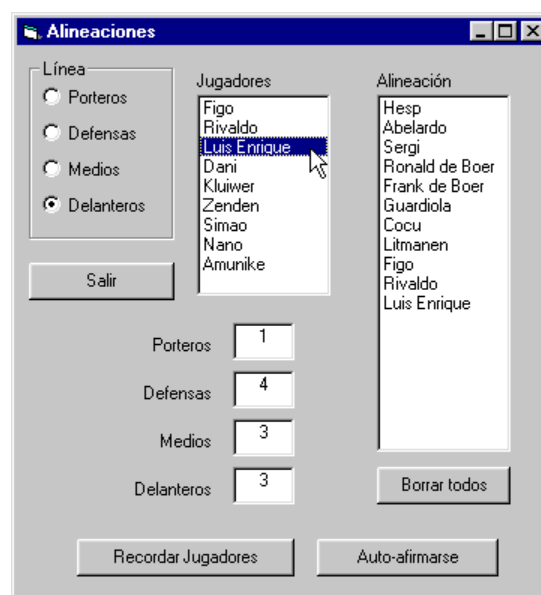 Alineaciones
Línea
Porteros
Defensas
Medios
Delanteros
Salir
Jugadores
Figo
Rivaldo
Luis Enrique
Dani
Kluiwer
Zenden
Simao
Nano
Amunike
Alineación
Hesp
Abelardo
Sergi
Ronald de Boer
Frank de Boer
Guardiola
Cocu
Litmanen
Figo
Rivaldo
Luis Enrique
Porteros 1
Defensas 4
Medios 3
Delanteros 3
Borrar todos
Recordar Jugadores
Auto-afirmarse